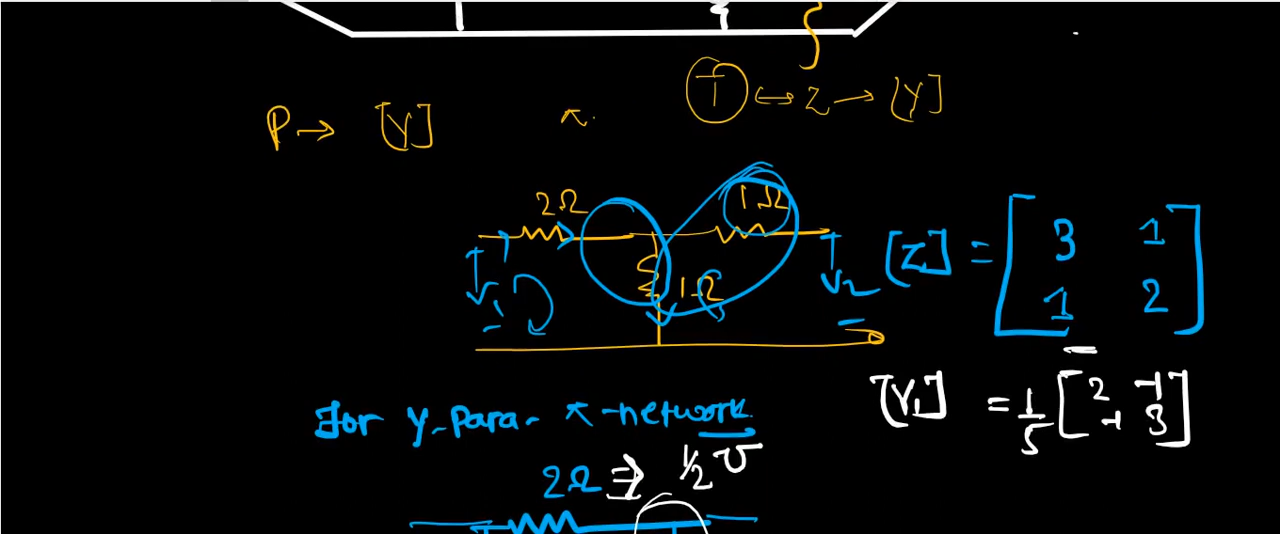 T ↔ Z → [Y]
P → [Y] π.
2Ω 1Ω
1Ω
V1 V2
[Z] = [3 1
1 2]
[Y1] = 1/5 [2 -1
-1 3]
For Y-para- π-network.
2Ω ⇒ 1/2 ʊ